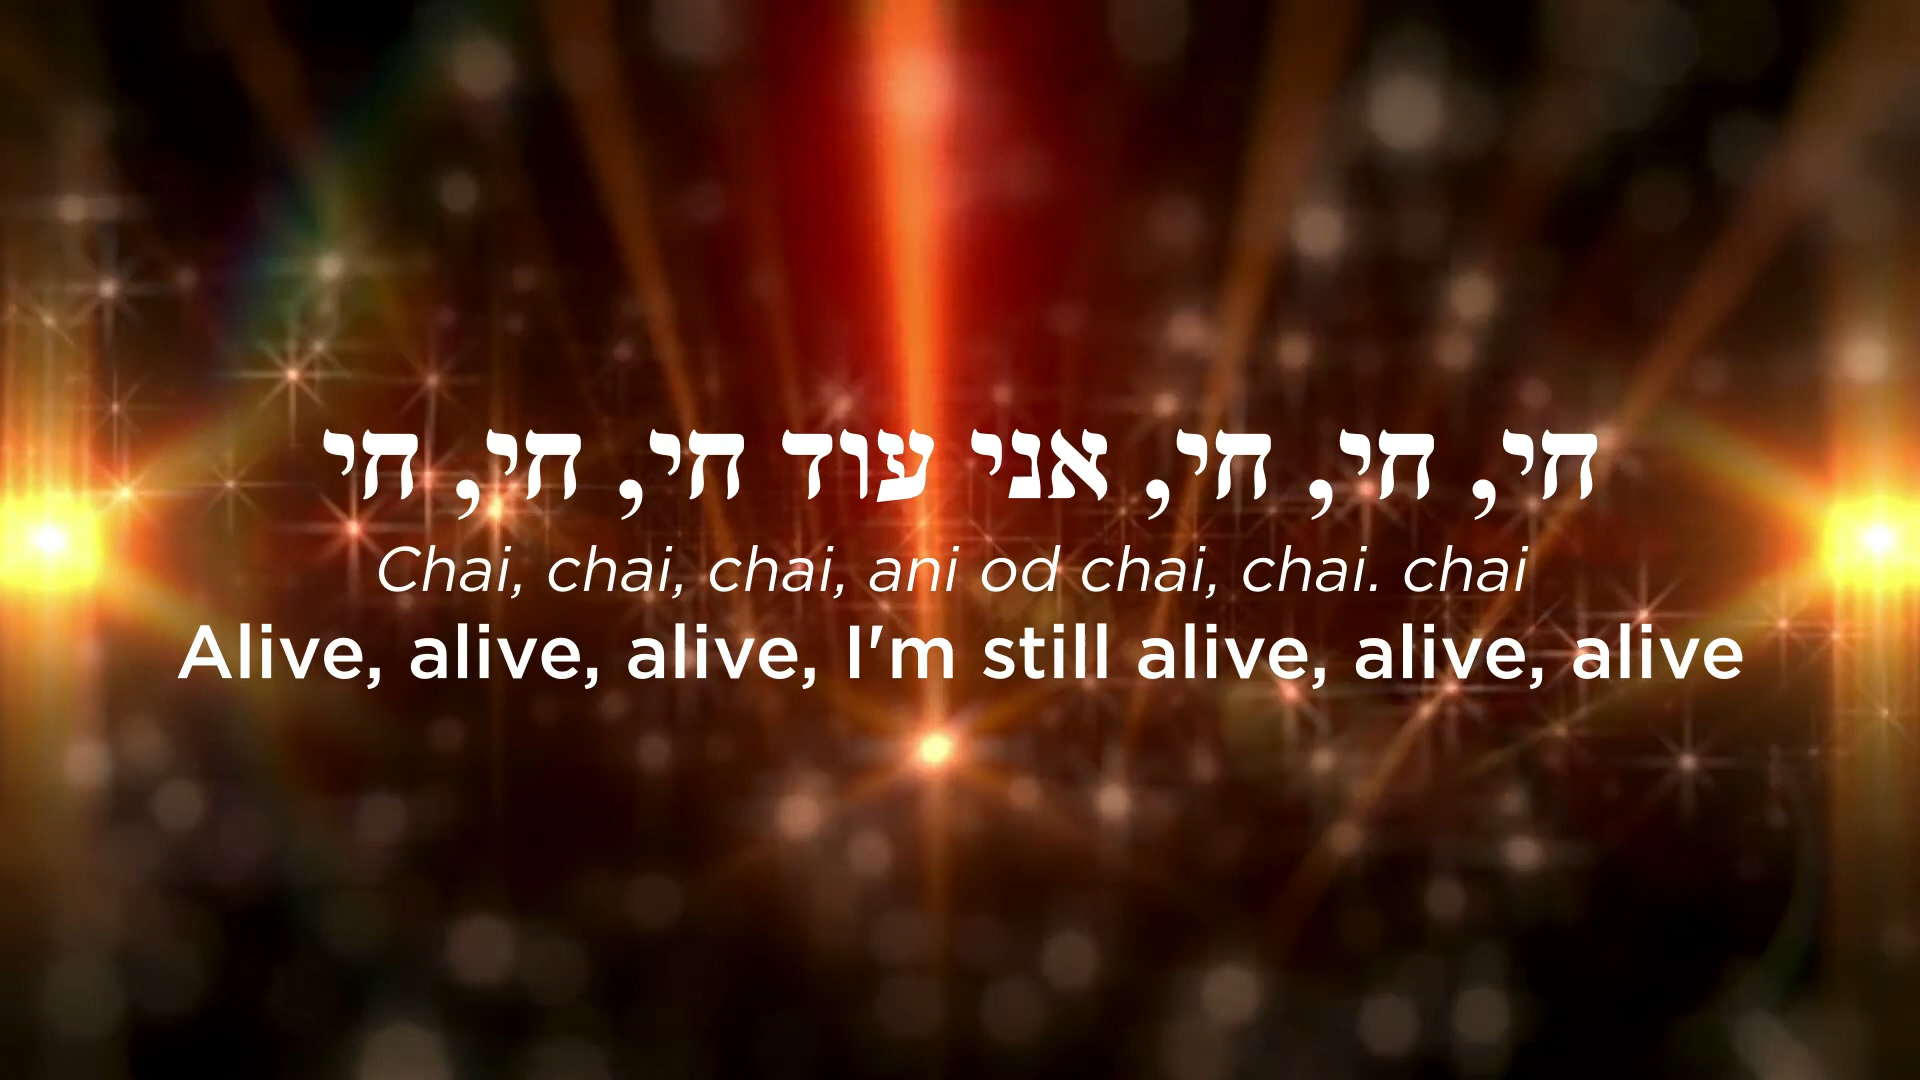 חי, חי, חי, אני עוד חי, חי, חי
Chai, chai, chai, ani od chai, chai. chai
Alive, alive, alive, I'm still alive, alive, alive